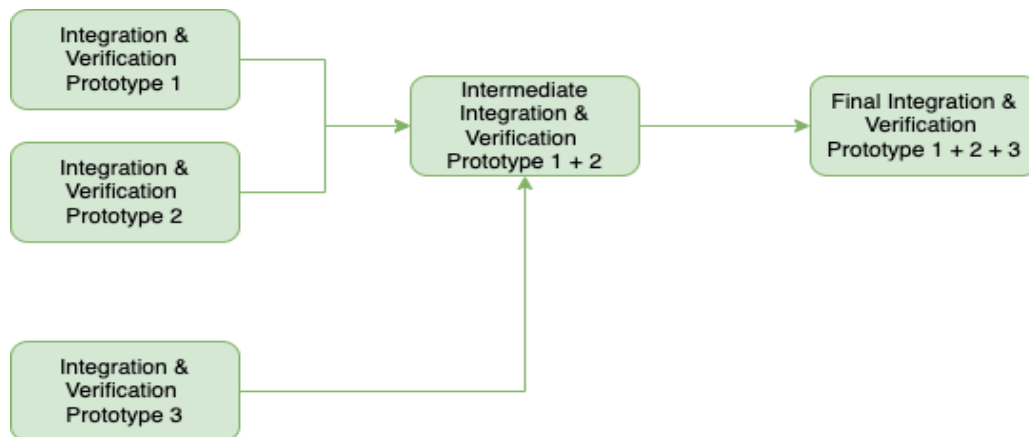 Integration &
Verification
Prototype 1
Integration &
Verification
Prototype 2
Integration &
Verification
Prototype 3
Intermediate
Integration &
Verification
Prototype 1 + 2
Final Integration &
Verification
Prototype 1 + 2 + 3